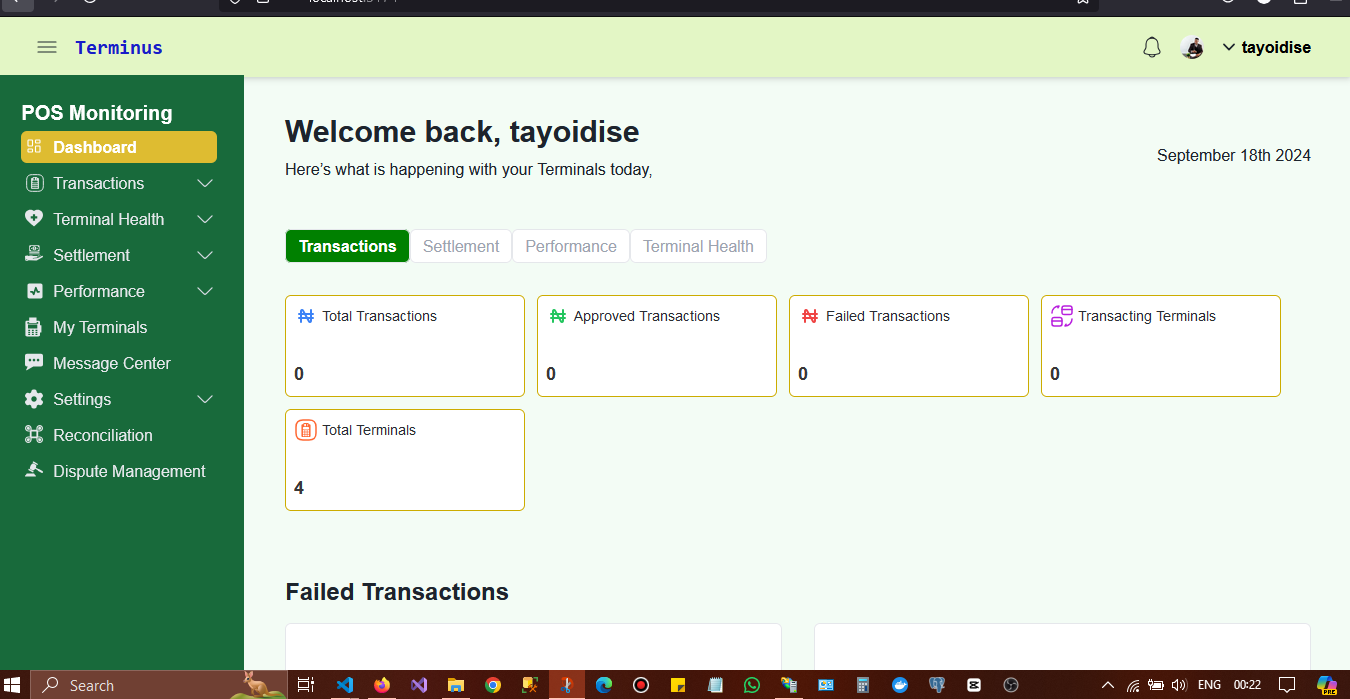 Terminus
tayoidise
POS Monitoring
Dashboard
Transactions
Terminal Health
Settlement
Performance
My Terminals
Message Center
Settings
Reconciliation
Dispute Management
Welcome back, tayoidise
Here’s what is happening with your Terminals today,
September 18th 2024
Transactions Settlement Performance Terminal Health
Total Transactions
0
Approved Transactions
0
Failed Transactions
0
Transacting Terminals
0
Total Terminals
4
Failed Transactions
Search
ENG 00:22
PRE